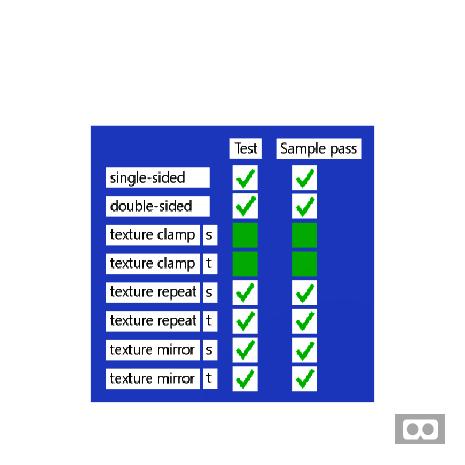 Test Sample pass
single-sided
double-sided
texture clamp s
texture clamp t
texture repeat s
texture repeat t
texture mirror s
texture mirror t